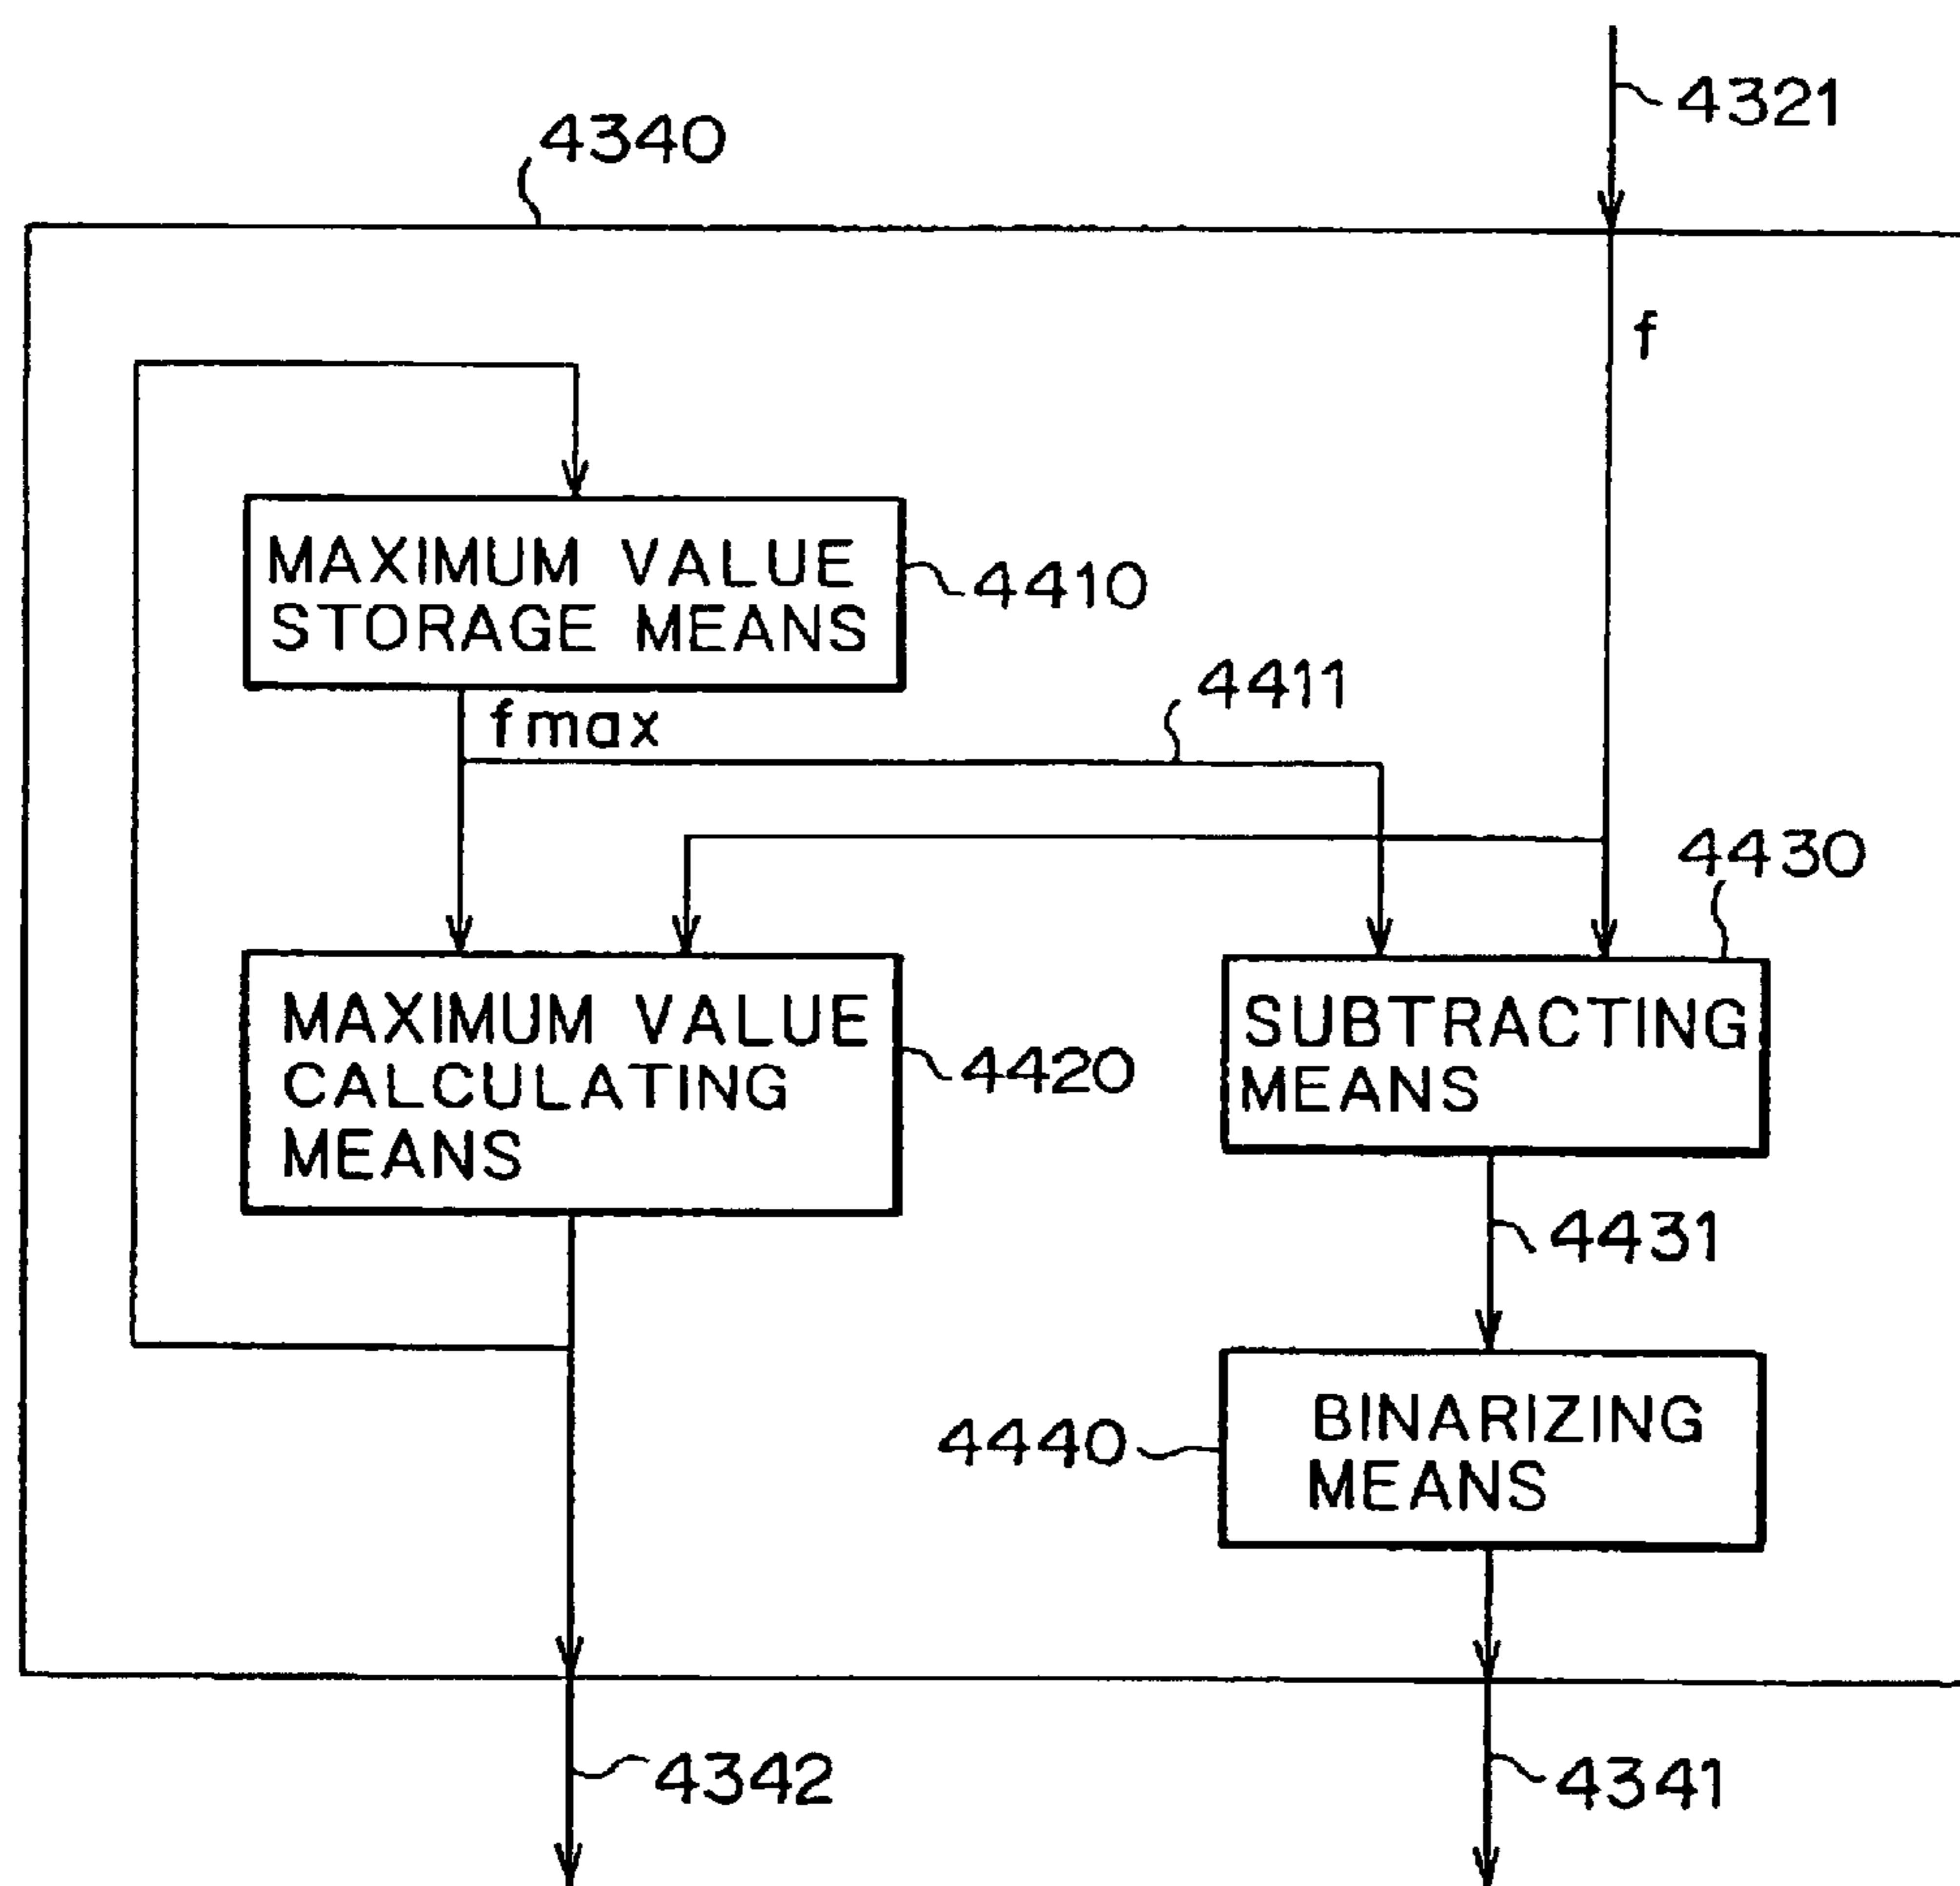 4321
4340
f
MAXIMUM VALUE
STORAGE MEANS
4410
4411
fmax
4430
MAXIMUM VALUE
CALCULATING
MEANS
4420
SUBTRACTING
MEANS
4431
4440
BINARIZING
MEANS
4342
4341